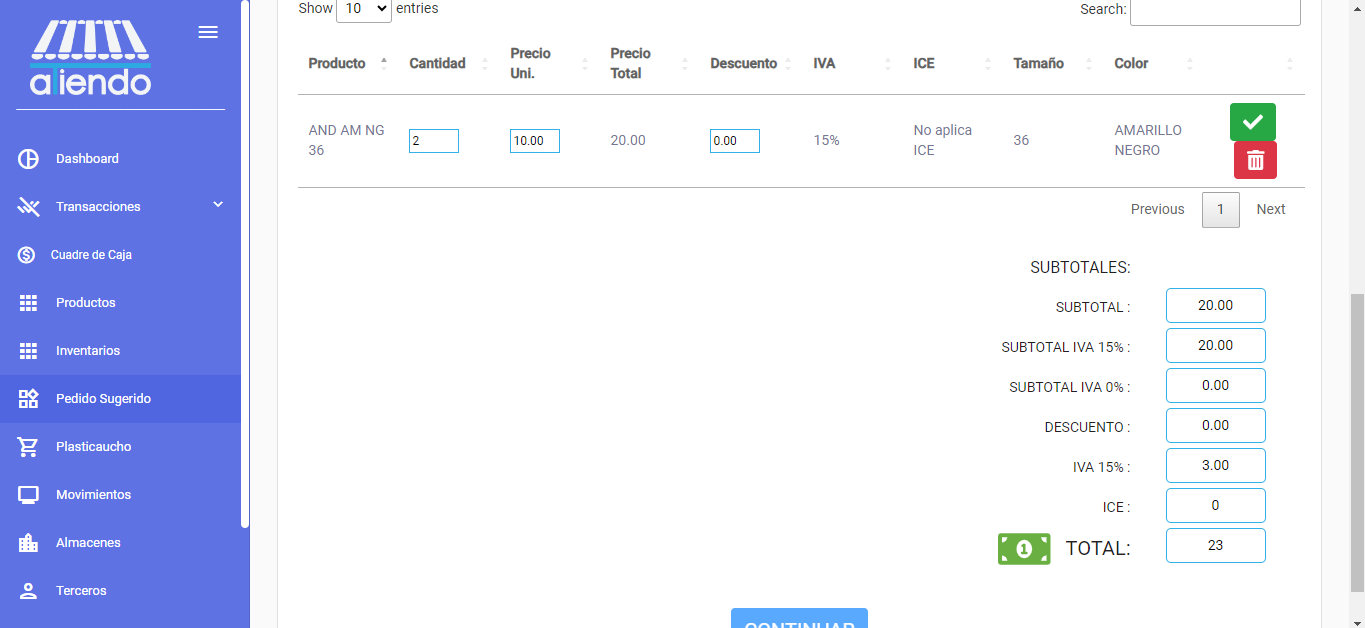 aTiendo
Dashboard
Transacciones
Cuadre de Caja
Productos
Inventarios
Pedido Sugerido
Plasticaucho
Movimientos
Almacenes
Terceros
Show 10 entries
Search:
Producto Cantidad Precio Uni. Precio Total Descuento IVA ICE Tamaño Color
AND AM NG 36 2 10.00 20.00 0.00 15% No aplica ICE 36 AMARILLO NEGRO
Previous 1 Next
SUBTOTALES:
SUBTOTAL : 20.00
SUBTOTAL IVA 15% : 20.00
SUBTOTAL IVA 0% : 0.00
DESCUENTO : 0.00
IVA 15% : 3.00
ICE : 0
1 TOTAL: 23
CONTINUAR